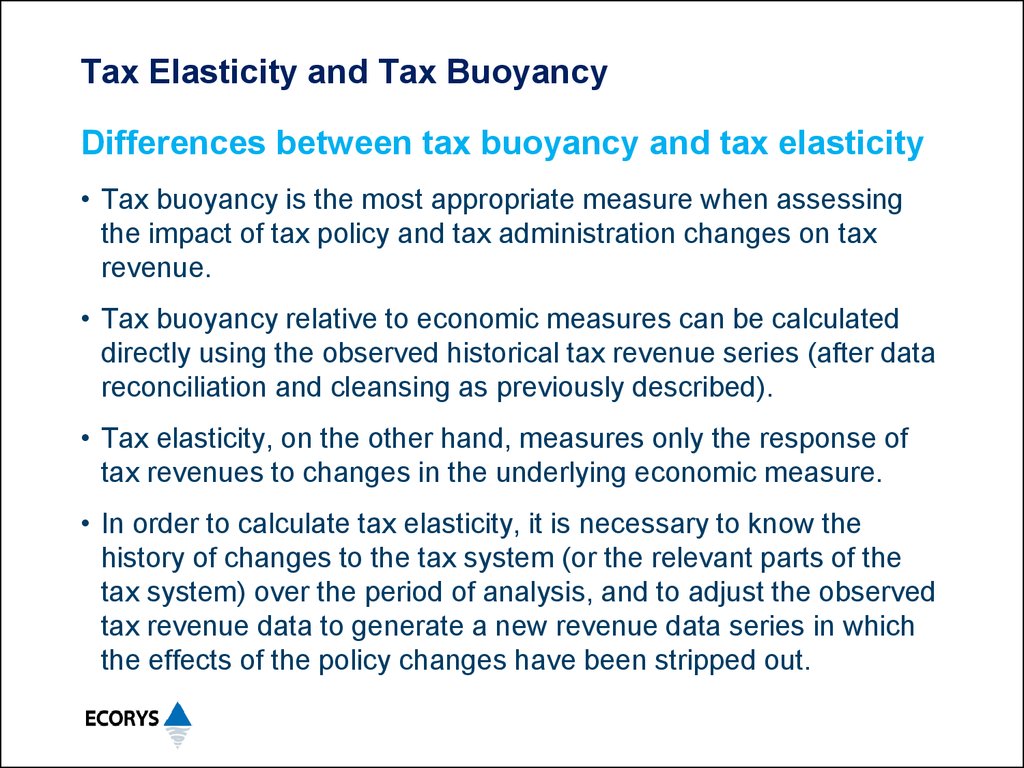 Tax Elasticity and Tax Buoyancy
Differences between tax buoyancy and tax elasticity
• Tax buoyancy is the most appropriate measure when assessing
the impact of tax policy and tax administration changes on tax
revenue.
• Tax buoyancy relative to economic measures can be calculated
directly using the observed historical tax revenue series (after data
reconciliation and cleansing as previously described).
• Tax elasticity, on the other hand, measures only the response of
tax revenues to changes in the underlying economic measure.
• In order to calculate tax elasticity, it is necessary to know the
history of changes to the tax system (or the relevant parts of the
tax system) over the period of analysis, and to adjust the observed
tax revenue data to generate a new revenue data series in which
the effects of the policy changes have been stripped out.
ECORYS